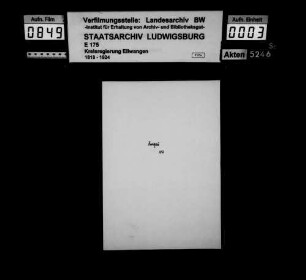 Aufn. Film
0849
Verfilmungsstelle: Landesarchiv BW
-Institut für Erhaltung von Archiv- und Bibliotheksgut-
STAATSARCHIV LUDWIGSBURG
E 175
Kreisregierung Ellwangen
1818 - 1924
Aufn. Einheit
0003
Akten 5246